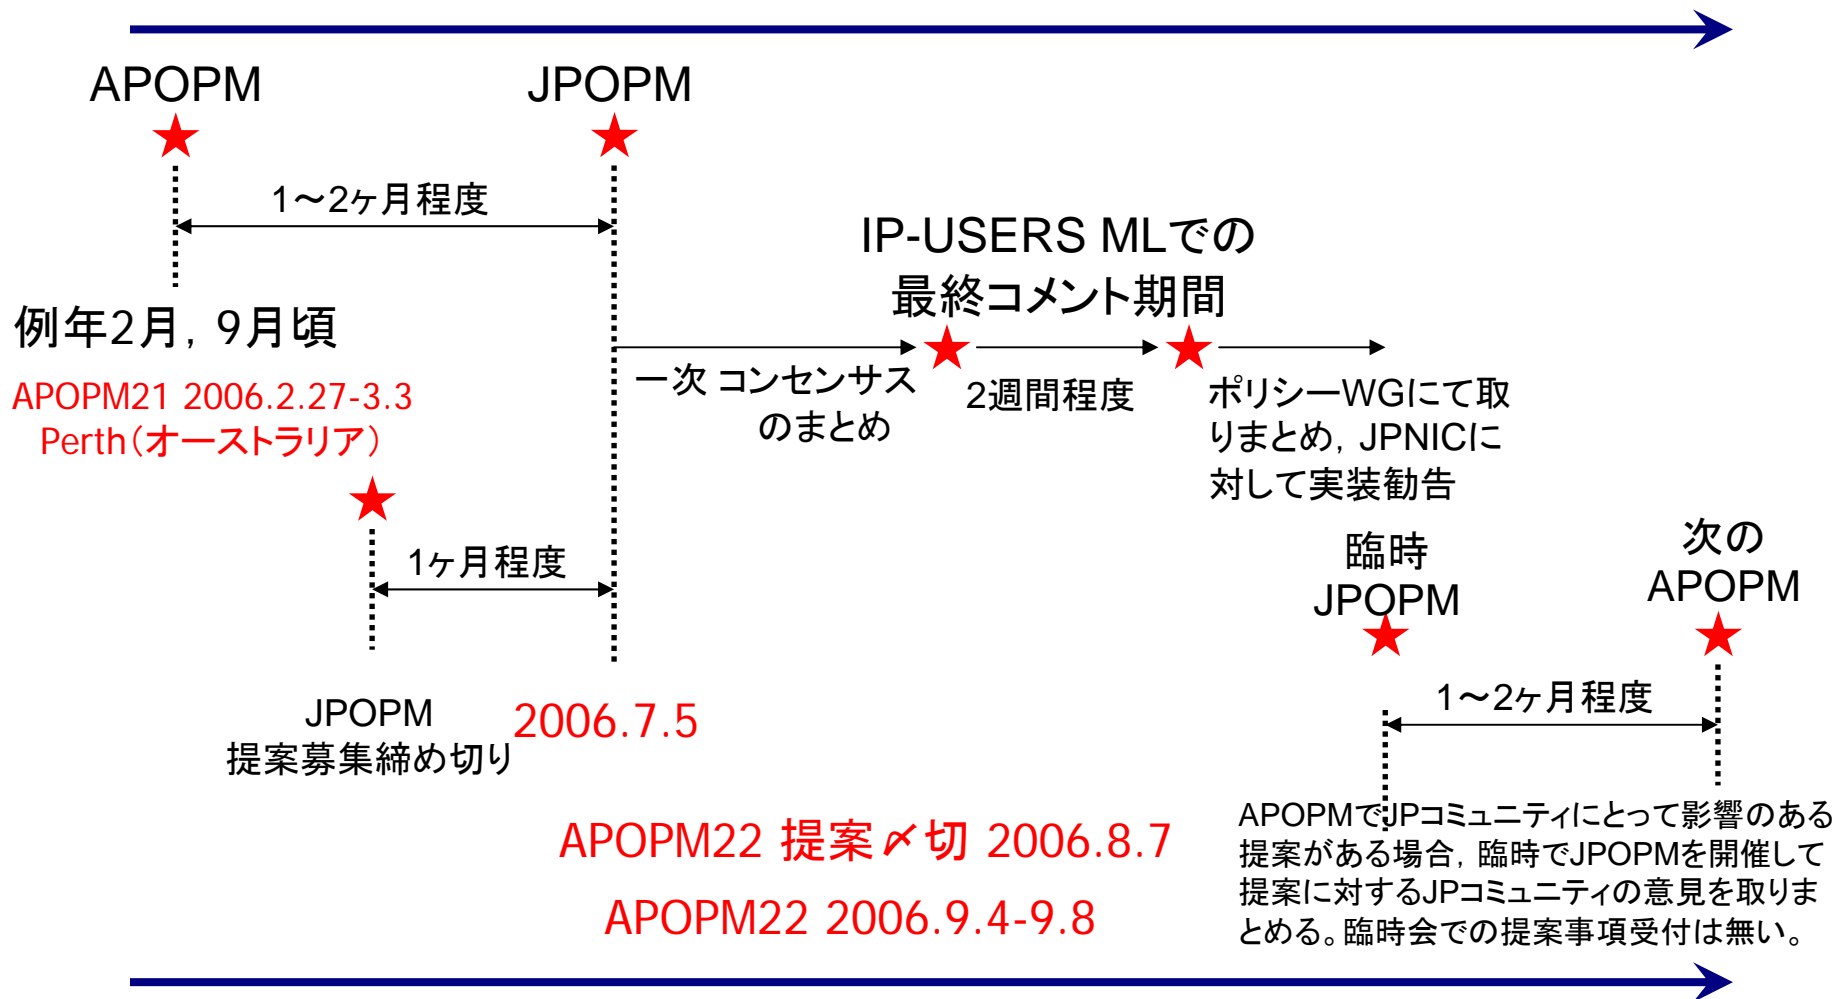 APOPM
JPOPM
1～2ヶ月程度
IP-USERS MLでの
最終コメント期間
例年2月，9月頃
APOPM21 2006.2.27-3.3
Perth（オーストラリア）
一次 コンセンサス
のまとめ
2週間程度
ポリシーWGにて取
りまとめ，JPNICに
対して実装勧告
1ヶ月程度
臨時
JPOPM
次の
APOPM
JPOPM
提案募集締め切り
2006.7.5
1～2ヶ月程度
APOPM22 提案〆切 2006.8.7
APOPM22 2006.9.4-9.8
APOPMでJPコミュニティにとって影響のある
提案がある場合，臨時でJPOPMを開催して
提案に対するJPコミュニティの意見を取りま
とめる。臨時会での提案事項受付は無い。